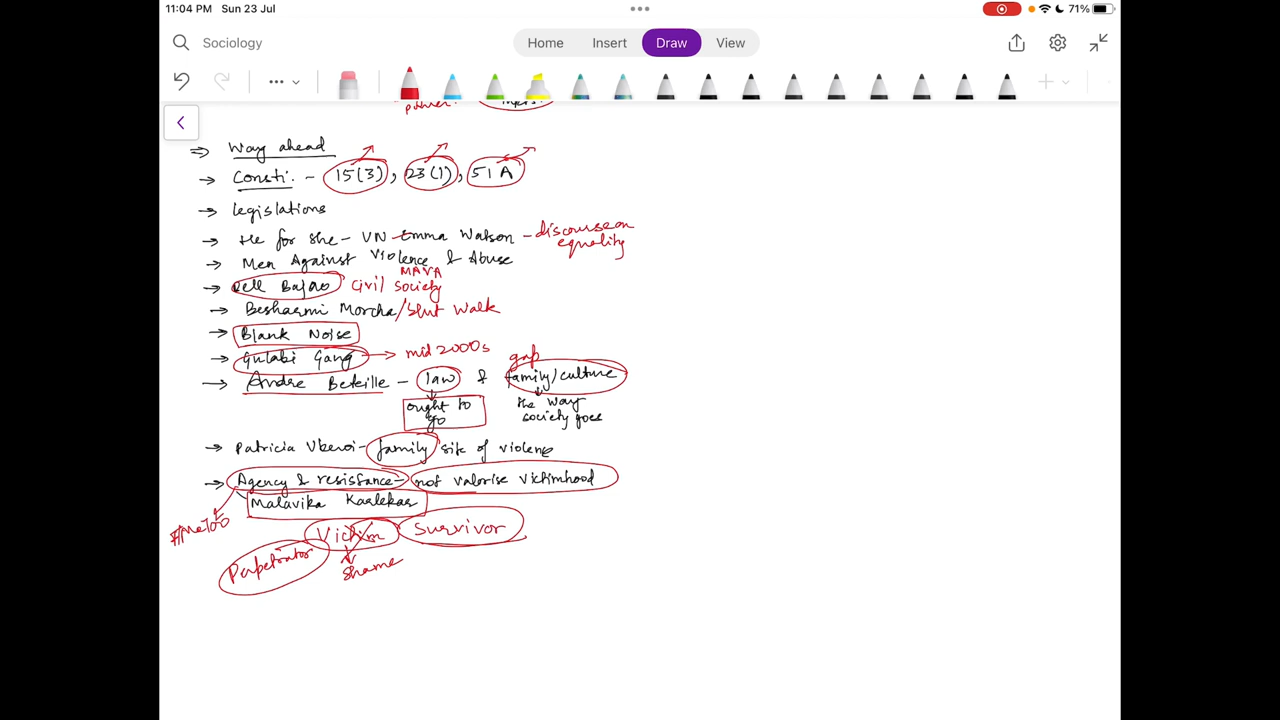 11:04 PM Sun 23 Jul
71%
Sociology
Home Insert Draw View
power.
⇒ Way ahead
→ Consti. - 15(3), 23(1), 51 A
→ legislations
→ He for She - UN Emma Watson - discourse on equality
→ Men Against Violence & Abuse
MAVA
→ Bell Bajao Civil Society
→ Besharmi Morcha/Slut Walk
→ Blank Noise
→ Gulabi Gang → mid 2000s
gap
→ Andre Beteille - law & family/culture
ought to go
the way society goes
→ Patricia Uberoi - family site of violence
→ Agency & resistance - not valorise victimhood
Malavika Karlekar
#MeToo
Victim Survivor
Perpetrator
shame